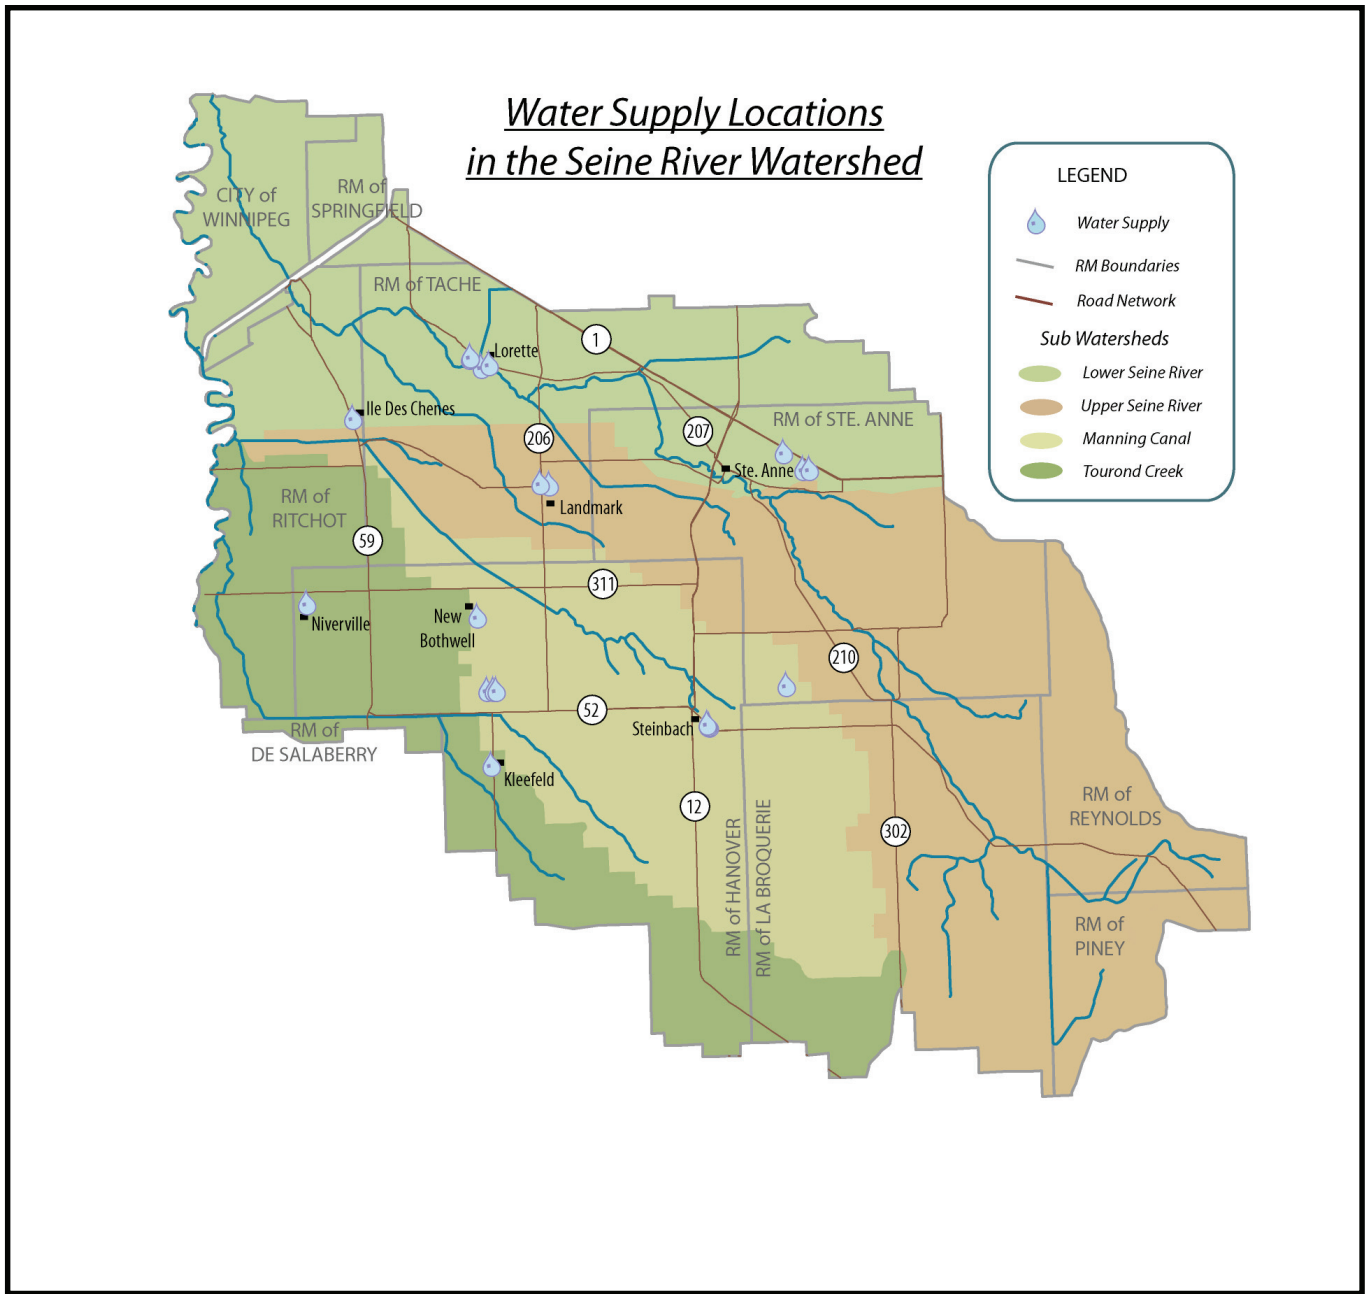 Water Supply Locations
in the Seine River Watershed
LEGEND
Water Supply
RM Boundaries
Road Network
Sub Watersheds
Lower Seine River
Upper Seine River
Manning Canal
Tourond Creek
CITY of
WINNIPEG
RM of
SPRINGFIELD
RM of TACHE
Lorette
1
Ile Des Chenes
RM of STE. ANNE
206
207
Ste. Anne
Landmark
RM of
RITCHOT
59
311
Niverville
New
Bothwell
210
52
Steinbach
RM of
DE SALABERRY
Kleefeld
12
302
RM of HANOVER
RM of LA BROQUERIE
RM of
REYNOLDS
RM of
PINEY